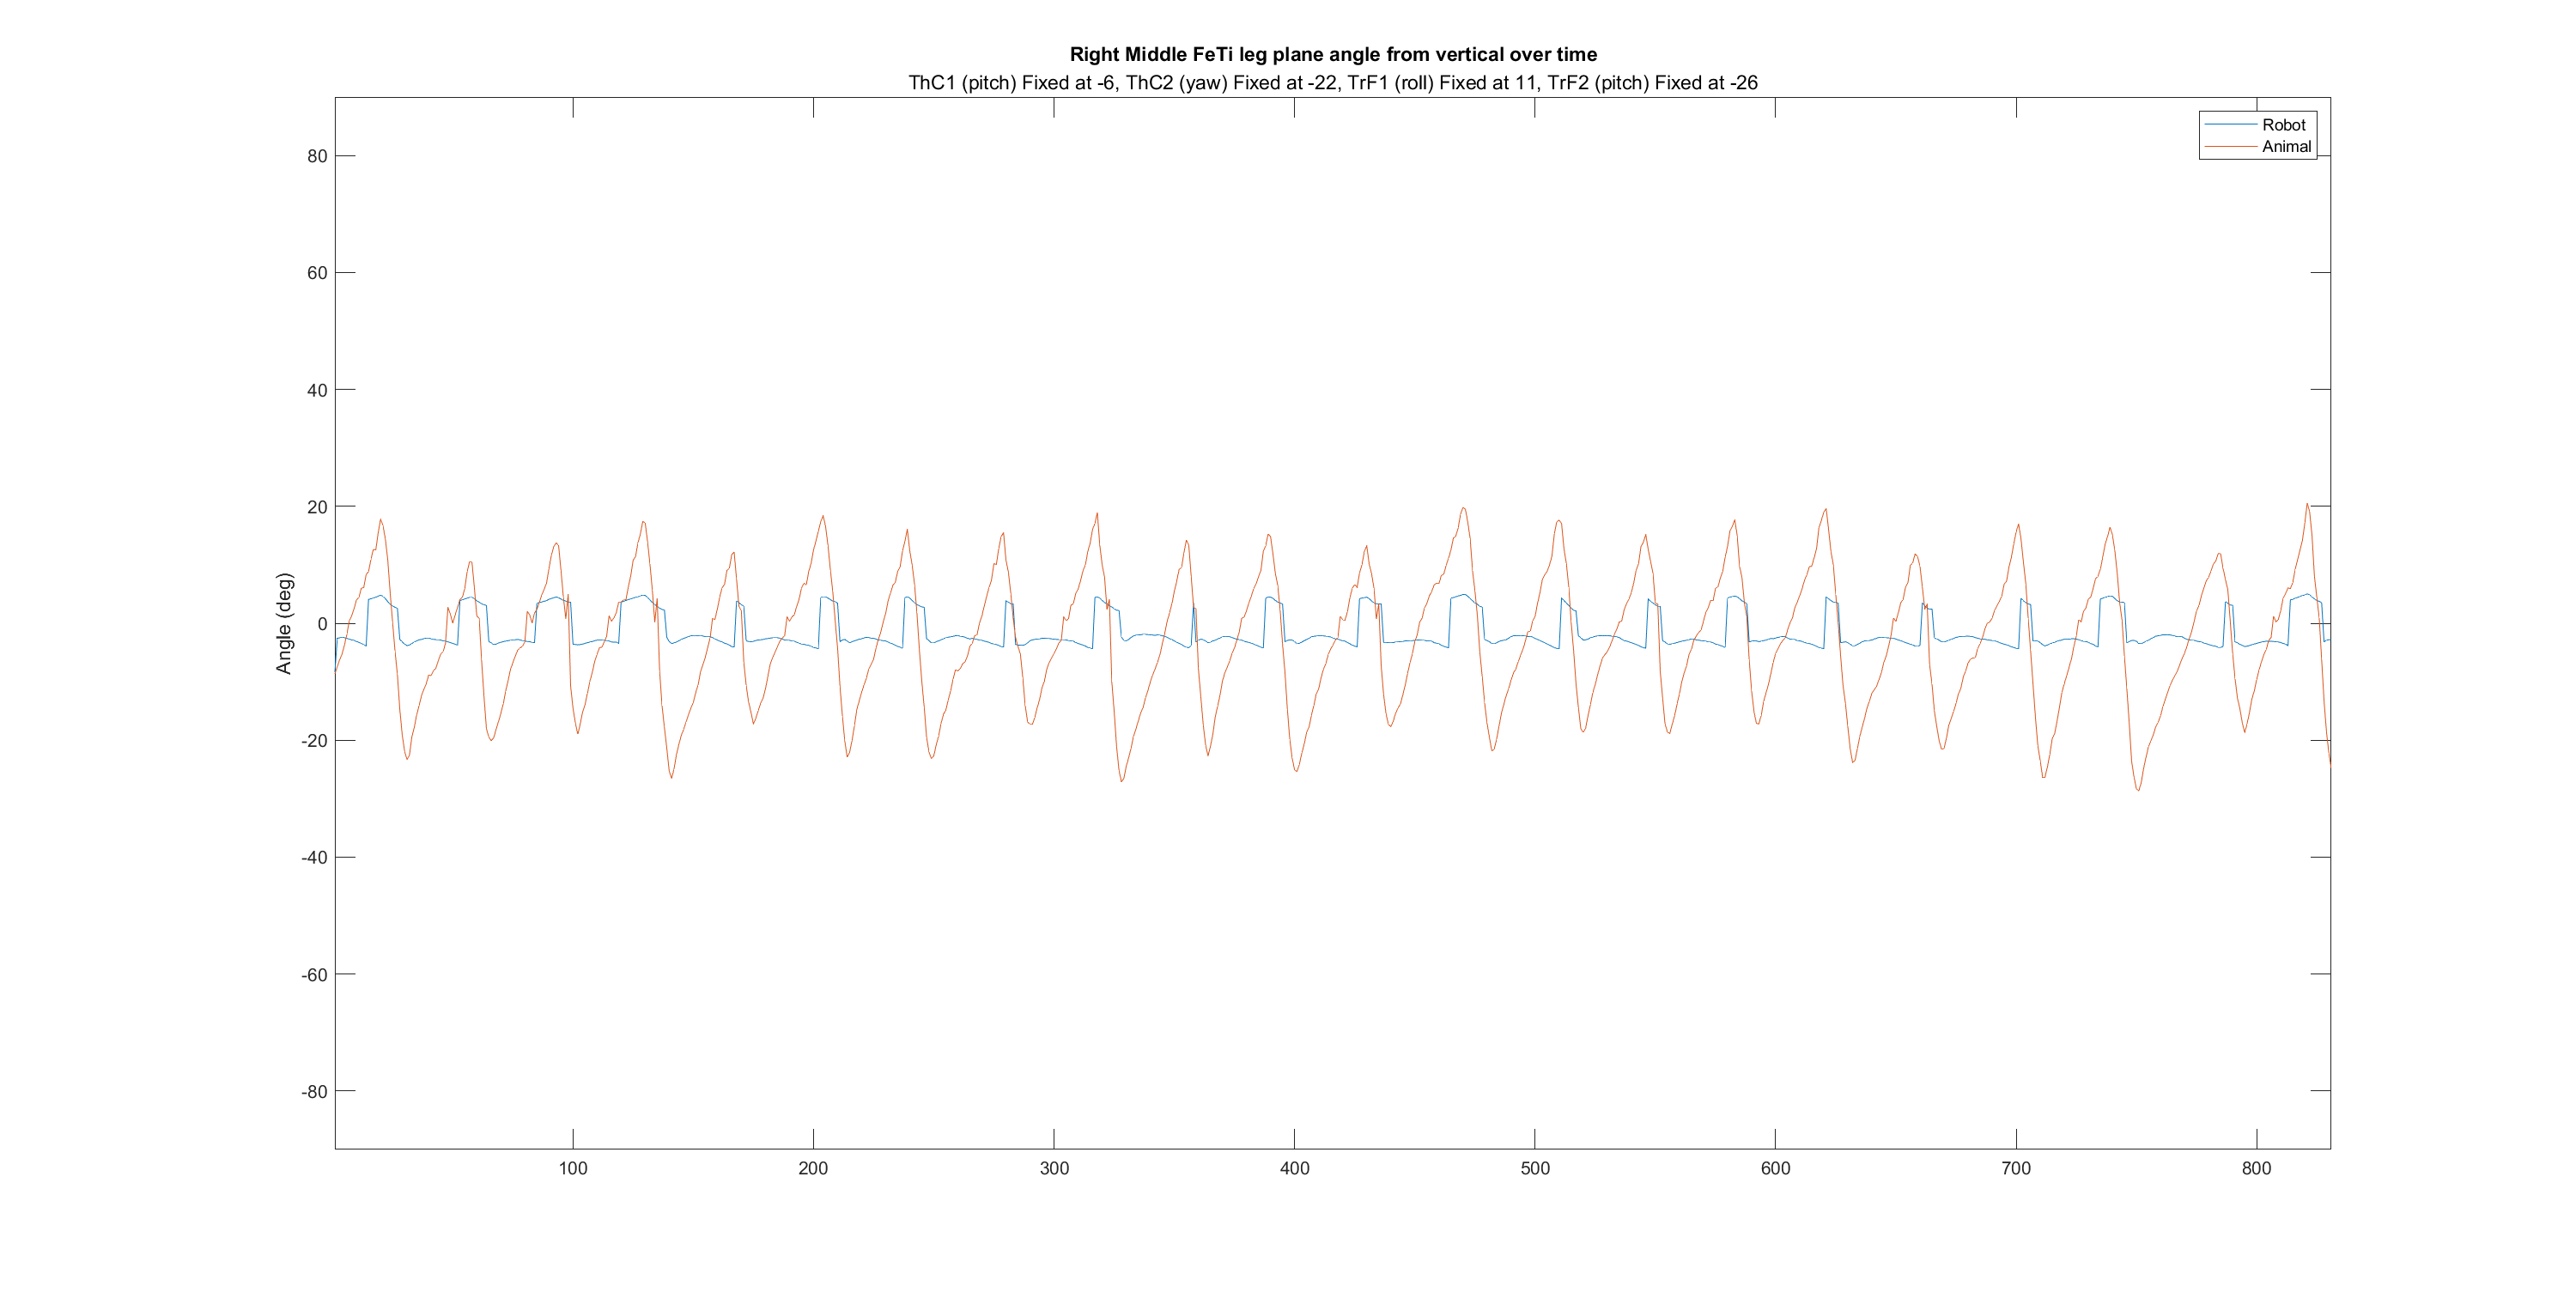 Right Middle FeTi leg plane angle from vertical over time
ThC1 (pitch) Fixed at -6, ThC2 (yaw) Fixed at -22, TrF1 (roll) Fixed at 11, TrF2 (pitch) Fixed at -26
Robot
Animal
80
60
40
20
0
-20
-40
-60
-80
Angle (deg)
100 200 300 400 500 600 700 800